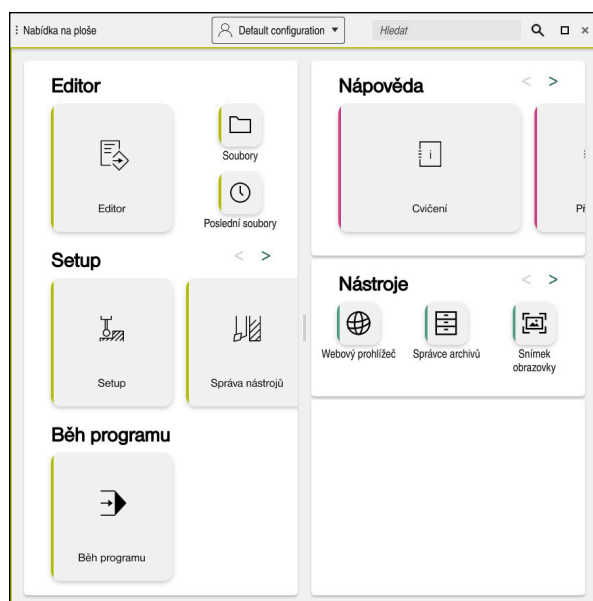 Nabídka na ploše
Default configuration
Hledat
Editor
Editor
Soubory
Poslední soubory
Setup
< >
Setup
Správa nástrojů
Běh programu
Běh programu
Nápověda
< >
Cvičení
Nástroje
< >
Webový prohlížeč
Správce archivů
Snímek
obrazovky